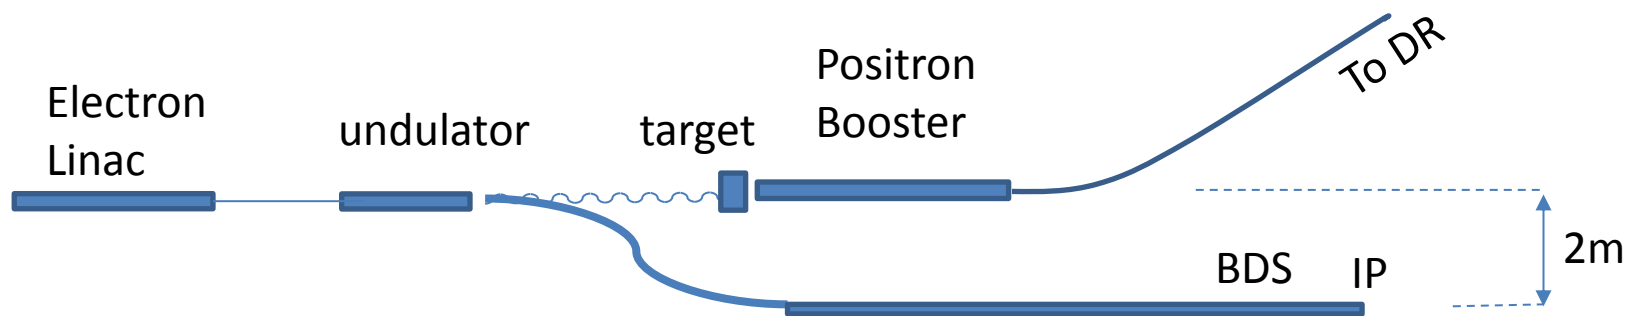 Electron
Linac
undulator
target
Positron
Booster
To DR
2m
BDS
IP